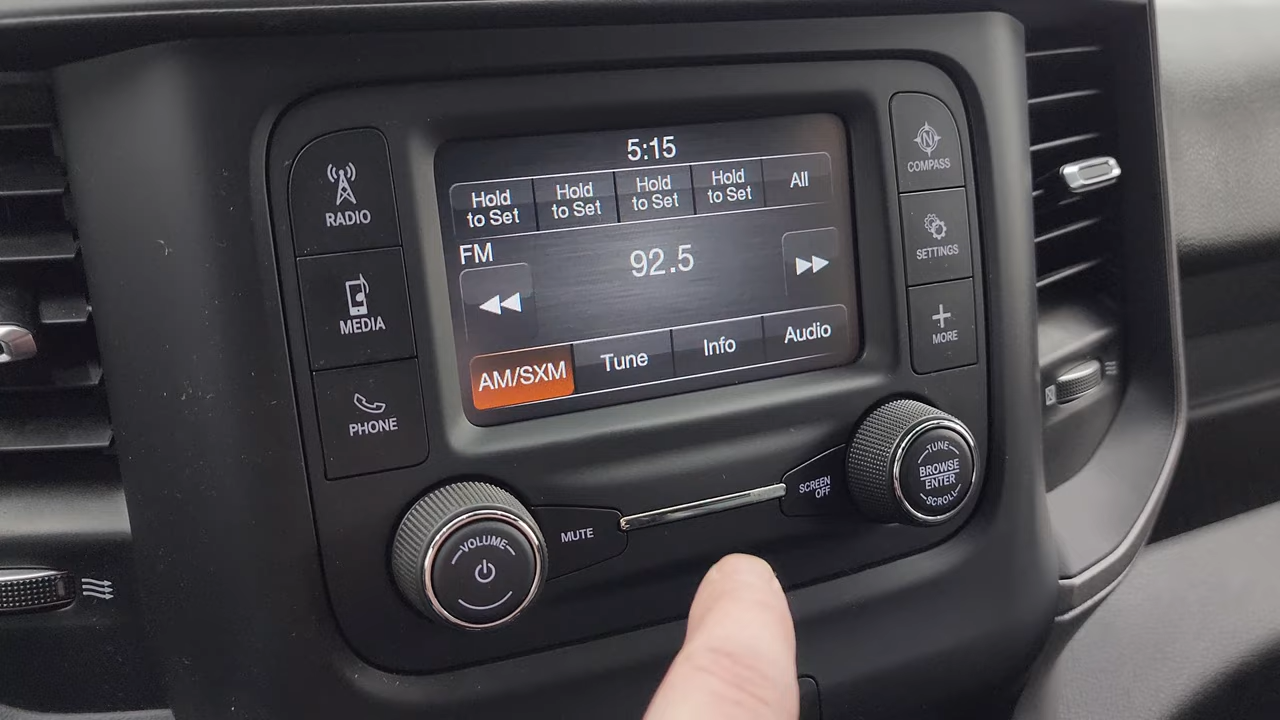 5:15
Hold
to Set
Hold
to Set
Hold
to Set
Hold
to Set
All
FM
92.5
AM/SXM
Tune
Info
Audio
RADIO
MEDIA
PHONE
N
COMPASS
SETTINGS
MORE
VOLUME
MUTE
SCREEN
OFF
TUNE
BROWSE
ENTER
SCROLL